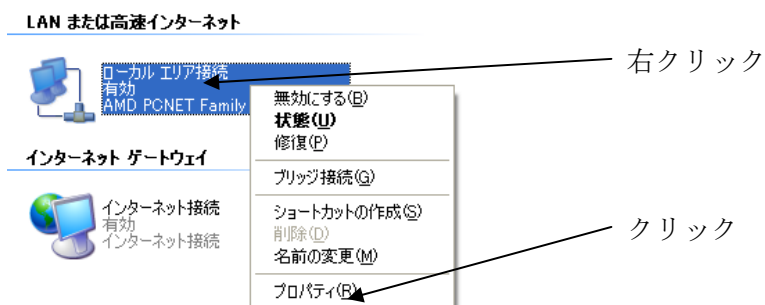 LAN または高速インターネット
ローカル エリア接続
有効
AMD PCNET Family
右クリック
無効にする(B)
状態(U)
修復(P)
ブリッジ接続(G)
ショートカットの作成(S)
削除(D)
名前の変更(M)
プロパティ(R)
クリック
インターネット ゲートウェイ
インターネット接続
有効
インターネット接続